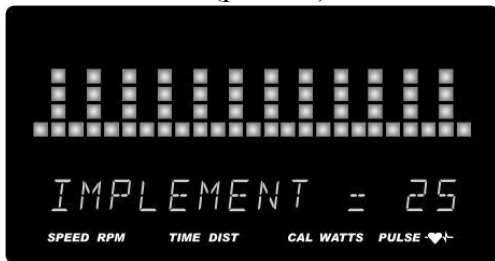 IMPLEMENT = 25
SPEED RPM TIME DIST CAL WATTS PULSE